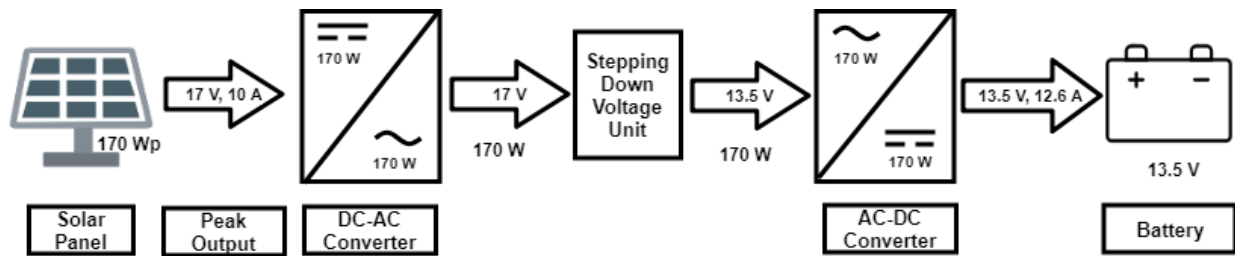 170 Wp
17 V, 10 A
170 W
170 W
17 V
170 W
Stepping
Down
Voltage
Unit
13.5 V
170 W
170 W
170 W
13.5 V, 12.6 A
+ −
13.5 V
Solar
Panel
Peak
Output
DC-AC
Converter
AC-DC
Converter
Battery